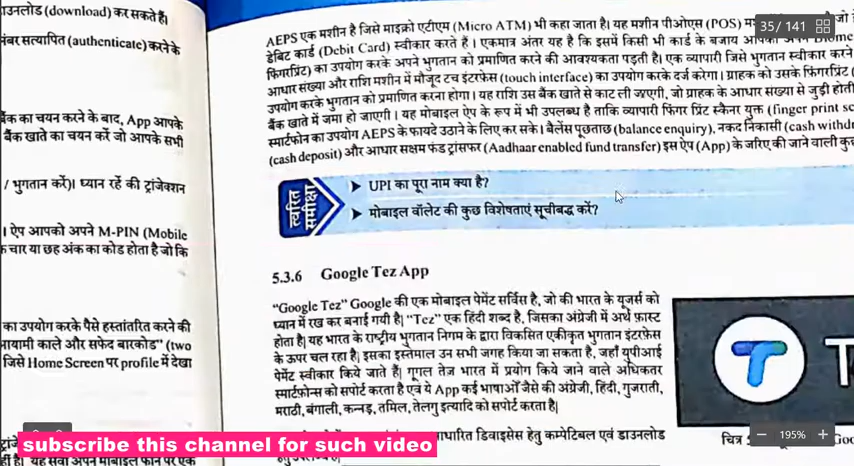 ाउनलोड (download) कर सकते हैं।
नंबर सत्यापित (authenticate) करने के
बैंक का चयन करने के बाद, App आपके
बैंक खाते का चयन करें जो आपके सभी
/ भुगतान करें)। ध्यान रहें की ट्रांजेक्शन
। ऐप आपको अपने M-PIN (Mobile
क चार या छह अंक का कोड होता है जो कि
का उपयोग करके पैसे हस्तांतरित करने की
नायामी काले और सफेद बारकोड" (two
जिसे Home Screen पर profile में देखा
AEPS एक मशीन है जिसे माइक्रो एटीएम (Micro ATM) भी कहा जाता है। यह मशीन पीओएस (POS)
डेबिट कार्ड (Debit Card) स्वीकार करते हैं । एकमात्र अंतर यह है कि इसमें किसी भी कार्ड के बजाय
फिंगरप्रिंट) का उपयोग करके अपने भुगतान को प्रमाणित करने की आवश्यकता पड़ती है। एक व्यापारी जिसे भुगतान स्वीकार करने
आधार संख्या और राशि मशीन में मौजूद टच इंटरफ़ेस (touch interface) का उपयोग करके दर्ज करेगा। ग्राहक को उसके फिंगरप्रिंट (
उपयोग करके भुगतान को प्रमाणित करना होगा। यह राशि उस बैंक खाते से काट ली जएगी, जो ग्राहक के आधार संख्या से जुड़ी होती
बैंक खाते में जमा हो जाएगी। यह मोबाइल ऐप के रूप में भी उपलब्ध है ताकि व्यापारी फिंगर प्रिंट स्कैनर युक्त (finger print sc
स्मार्टफोन का उपयोग AEPS के फायदे उठाने के लिए कर सके। बैलेंस पूछताछ (balance enquiry), नकद निकासी (cash withd
(cash deposit) और आधार सक्षम फंड ट्रांसफर (Aadhaar enabled fund transfer) इस ऐप (App) के जरिए की जाने वाली कुछ
त्वरित समीक्षा
➤ UPI का पूरा नाम क्या है?
➤ मोबाइल वॉलेट की कुछ विशेषताएं सूचीबद्ध करें?
5.3.6 Google Tez App
"Google Tez" Google की एक मोबाइल पेमेंट सर्विस है, जो की भारत के यूजर्स को
ध्यान में रख कर बनाई गयी है। "Tez" एक हिंदी शब्द है, जिसका अंग्रेजी में अर्थ फ़ास्ट
होता है। यह भारत के राष्ट्रीय भुगतान निगम के द्वारा विकसित एकीकृत भुगतान इंटरफ़ेस
के ऊपर चल रहा है। इसका इस्तेमाल उन सभी जगह किया जा सकता है, जहाँ यूपीआई
पेमेंट स्वीकार किये जाते हैं। गूगल तेज भारत में प्रयोग किये जाने वाले अधिकतर
स्मार्टफ़ोन्स को सपोर्ट करता है एवं ये App कई भाषाओं जैसे की अंग्रेजी, हिंदी, गुजराती,
मराठी, बंगाली, कन्नड़, तमिल, तेलगु इत्यादि को सपोर्ट करता है।
धारित डिवाइसेस हेतु कम्पेटिबल एवं डाउनलोड
T
चित्र
35 / 141
195%
subscribe this channel for such video